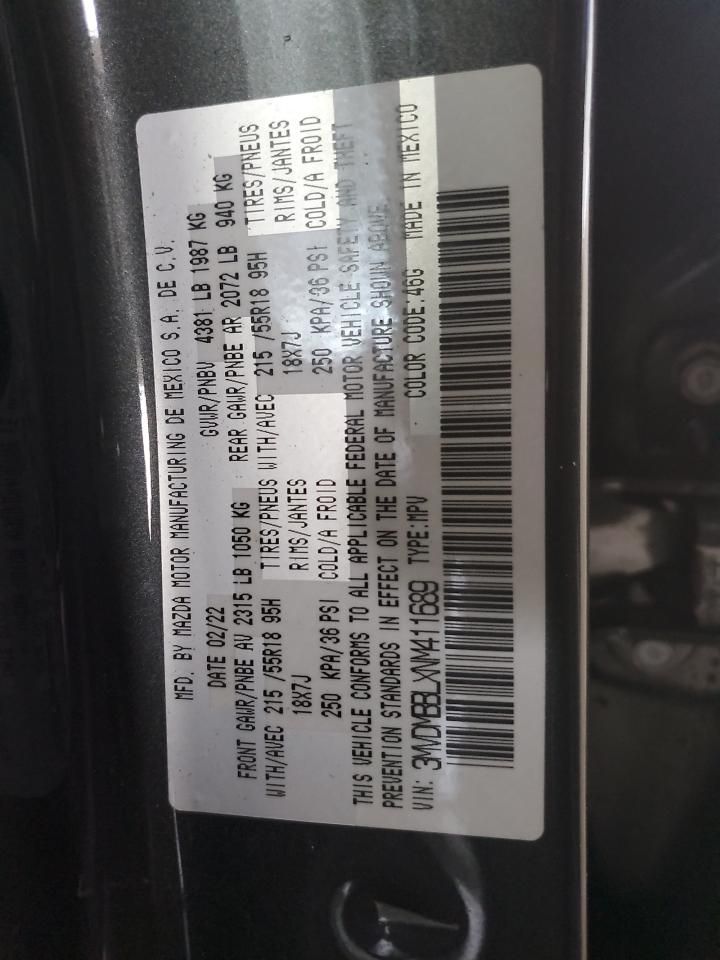 MFD. BY MAZDA MOTOR MANUFACTURING DE MEXICO S.A. DE C.V.
DATE 02/22 GVWR/PNBV 4381 LB 1987 KG
FRONT GAWR/PNBE AV 2315 LB 1050 KG REAR GAWR/PNBE AR 2072 LB 940 KG
WITH/AVEC 215 /55R18 95H TIRES/PNEUS WITH/AVEC 215 /55R18 95H TIRES/PNEUS
18X7J RIMS/JANTES 18X7J RIMS/JANTES
250 KPA/36 PSI COLD/A FROID 250 KPA/36 PSI COLD/A FROID
THIS VEHICLE CONFORMS TO ALL APPLICABLE FEDERAL MOTOR VEHICLE SAFETY AND THEFT
PREVENTION STANDARDS IN EFFECT ON THE DATE OF MANUFACTURE SHOWN ABOVE.
VIN: 3MVDMBBLXNM411689 TYPE:MPV COLOR CODE:46G MADE IN MEXICO